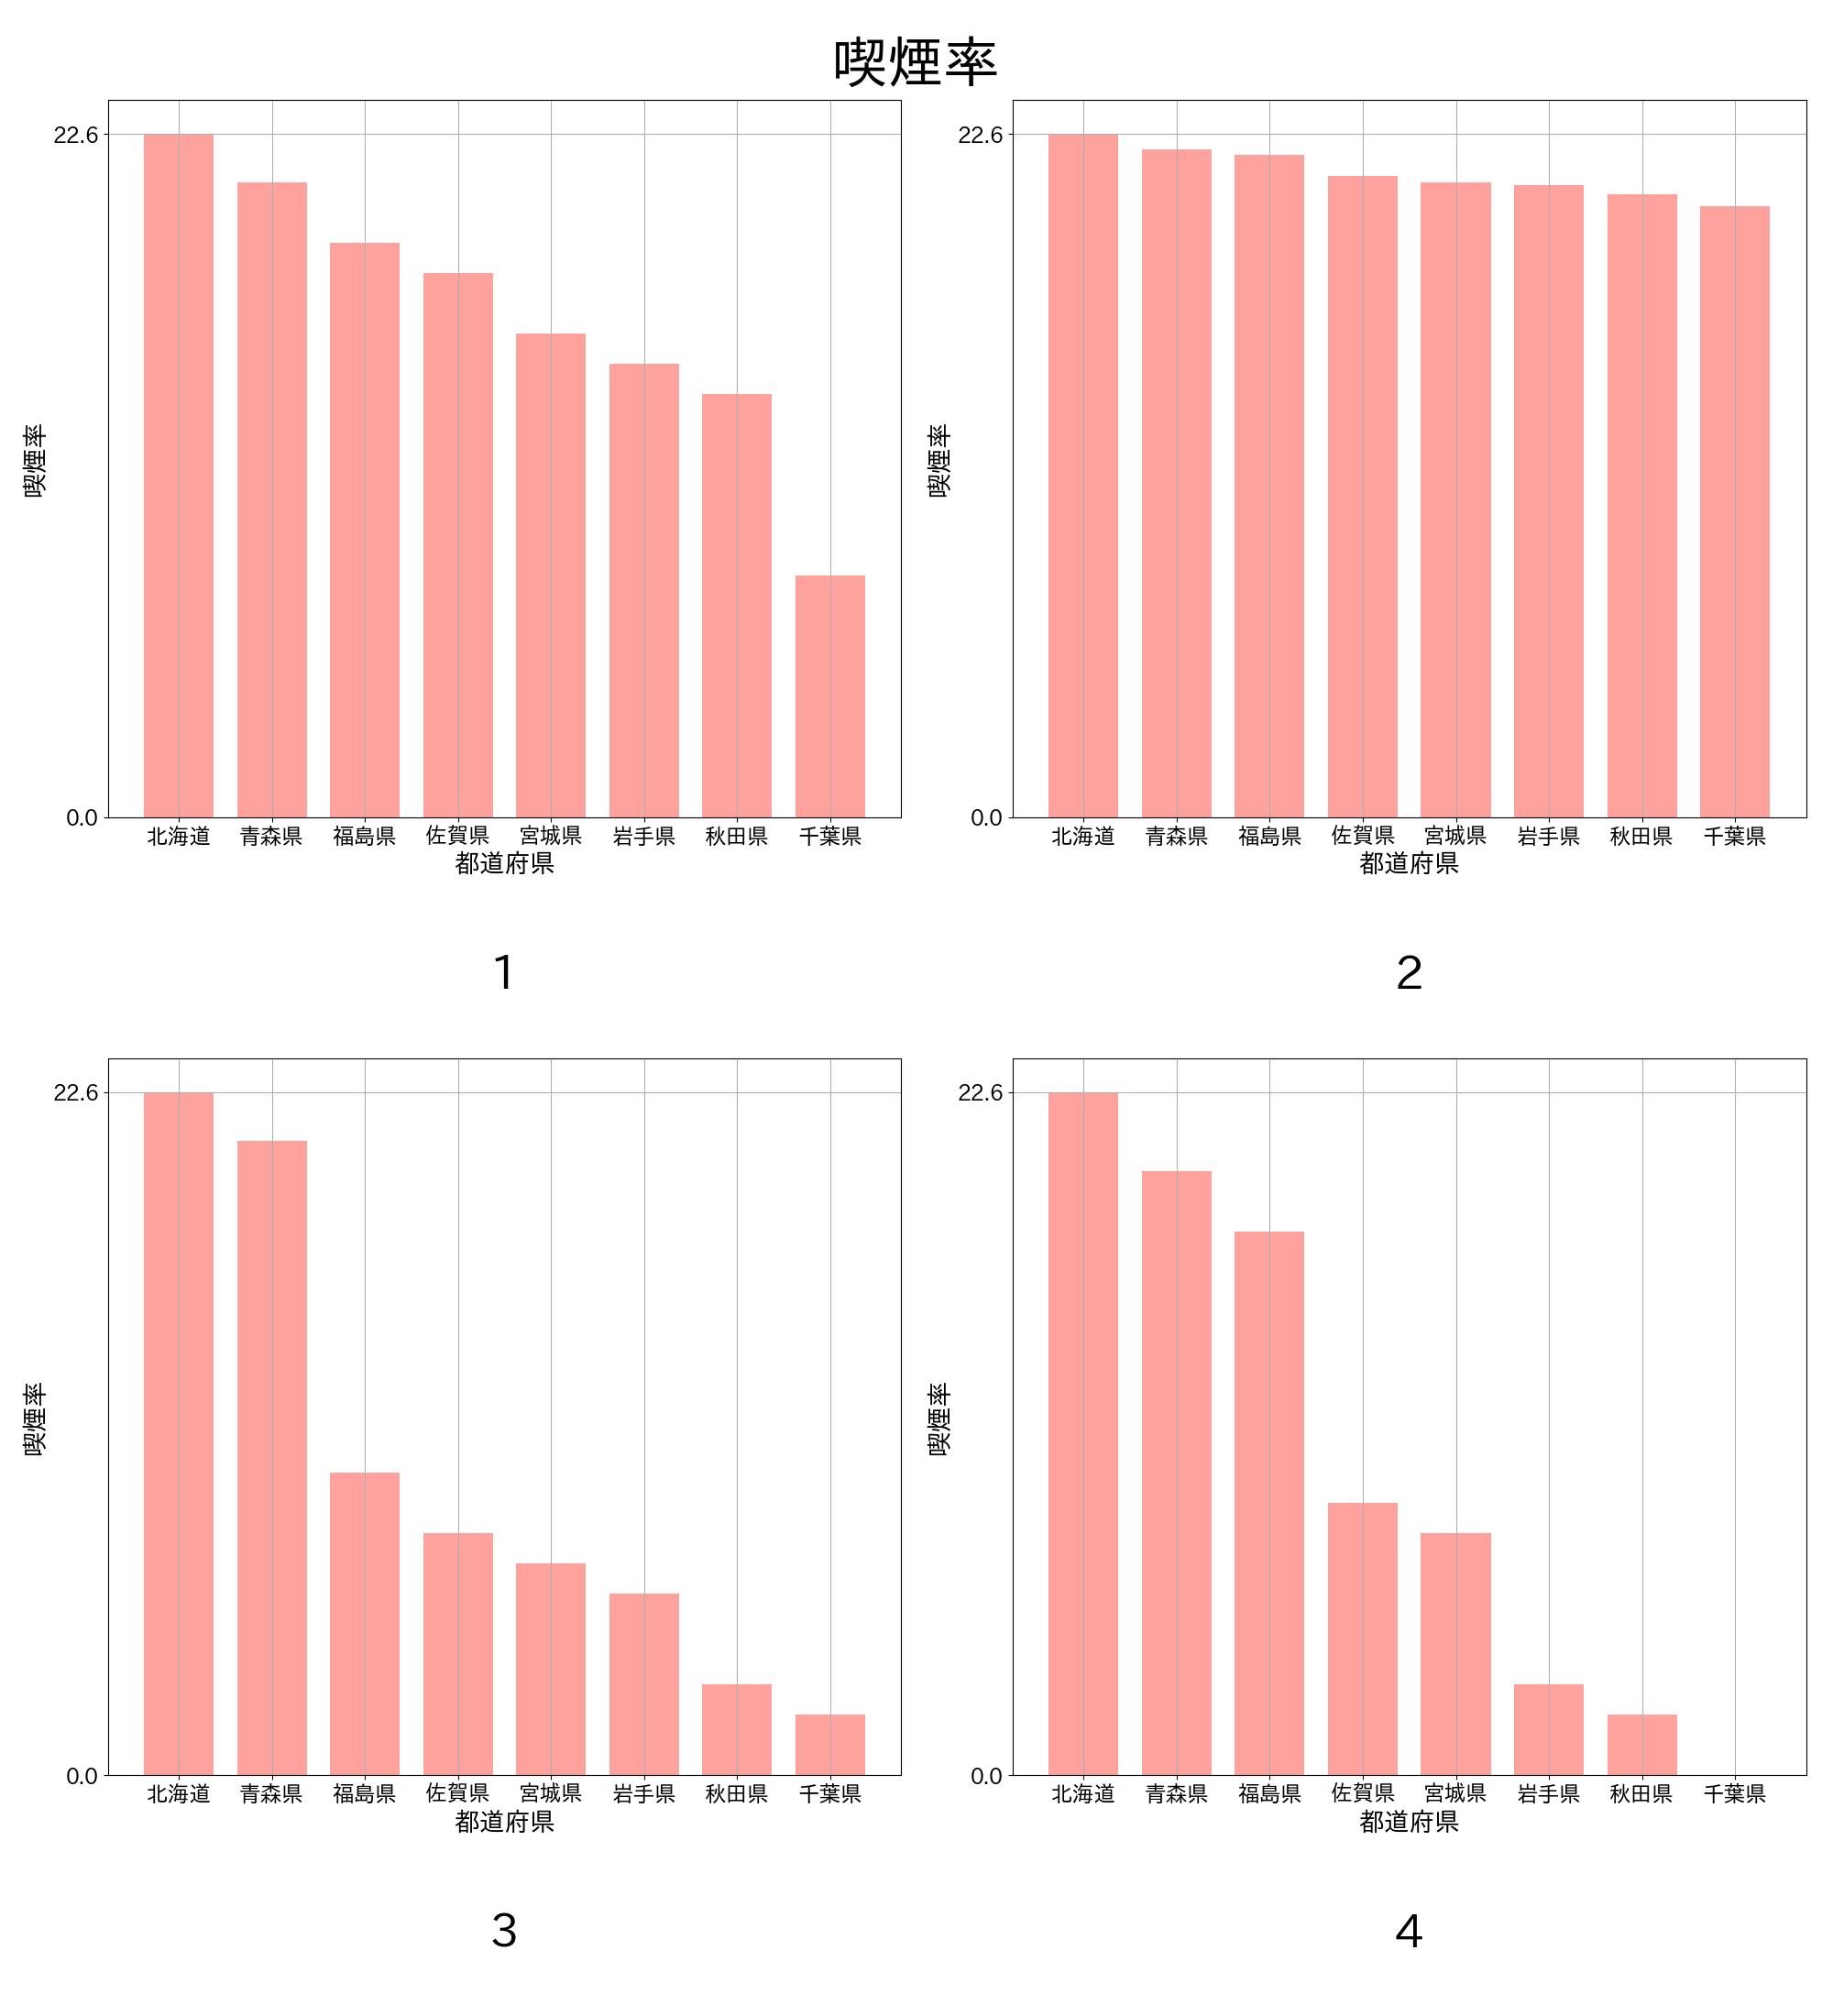 喫煙率
22.6
0.0
喫煙率
北海道 青森県 福島県 佐賀県 宮城県 岩手県 秋田県 千葉県
都道府県
1
22.6
0.0
喫煙率
北海道 青森県 福島県 佐賀県 宮城県 岩手県 秋田県 千葉県
都道府県
2
22.6
0.0
喫煙率
北海道 青森県 福島県 佐賀県 宮城県 岩手県 秋田県 千葉県
都道府県
3
22.6
0.0
喫煙率
北海道 青森県 福島県 佐賀県 宮城県 岩手県 秋田県 千葉県
都道府県
4